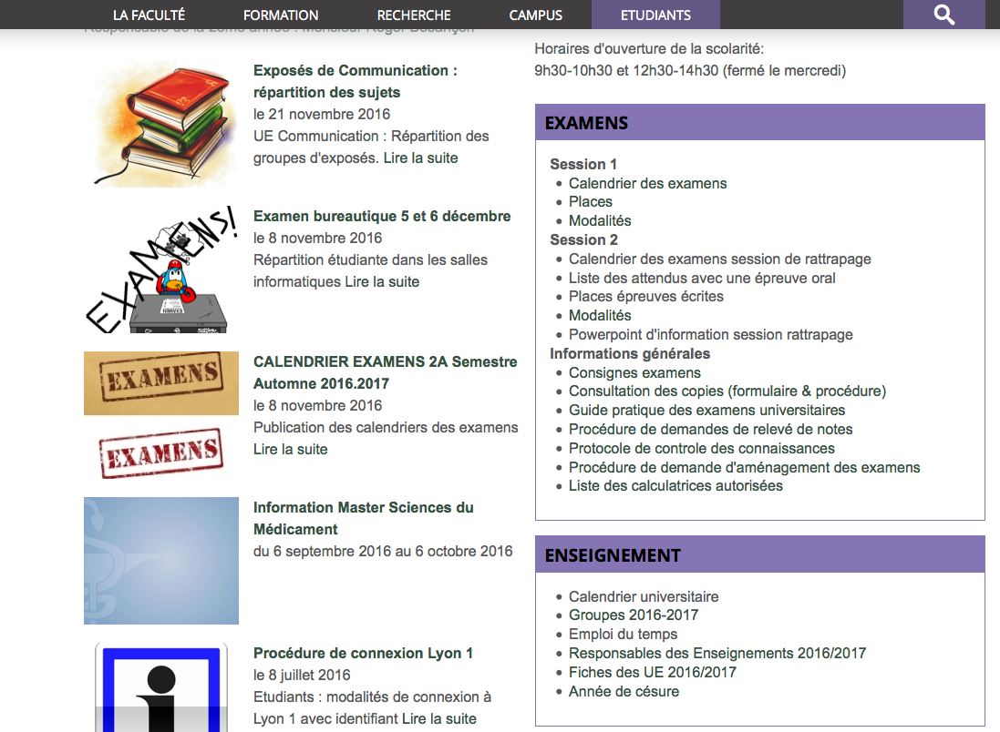 LA FACULTÉ
FORMATION
RECHERCHE
CAMPUS
ETUDIANTS
Responsable de la 2ème année : Monsieur Roger Besançon
Exposés de Communication :
répartition des sujets
le 21 novembre 2016
UE Communication : Répartition des
groupes d'exposés. Lire la suite
EXAMENS!
Examen bureautique 5 et 6 décembre
le 8 novembre 2016
Répartition étudiante dans les salles
informatiques Lire la suite
EXAMENS
EXAMENS
CALENDRIER EXAMENS 2A Semestre
Automne 2016.2017
le 8 novembre 2016
Publication des calendriers des examens
Lire la suite
Information Master Sciences du
Médicament
du 6 septembre 2016 au 6 octobre 2016
i
Procédure de connexion Lyon 1
le 8 juillet 2016
Etudiants : modalités de connexion à
Lyon 1 avec identifiant Lire la suite
Horaires d'ouverture de la scolarité:
9h30-10h30 et 12h30-14h30 (fermé le mercredi)
EXAMENS
Session 1
Calendrier des examens
Places
Modalités
Session 2
Calendrier des examens session de rattrapage
Liste des attendus avec une épreuve oral
Places épreuves écrites
Modalités
Powerpoint d'information session rattrapage
Informations générales
Consignes examens
Consultation des copies (formulaire & procédure)
Guide pratique des examens universitaires
Procédure de demandes de relevé de notes
Protocole de controle des connaissances
Procédure de demande d'aménagement des examens
Liste des calculatrices autorisées
ENSEIGNEMENT
Calendrier universitaire
Groupes 2016-2017
Emploi du temps
Responsables des Enseignements 2016/2017
Fiches des UE 2016/2017
Année de césure